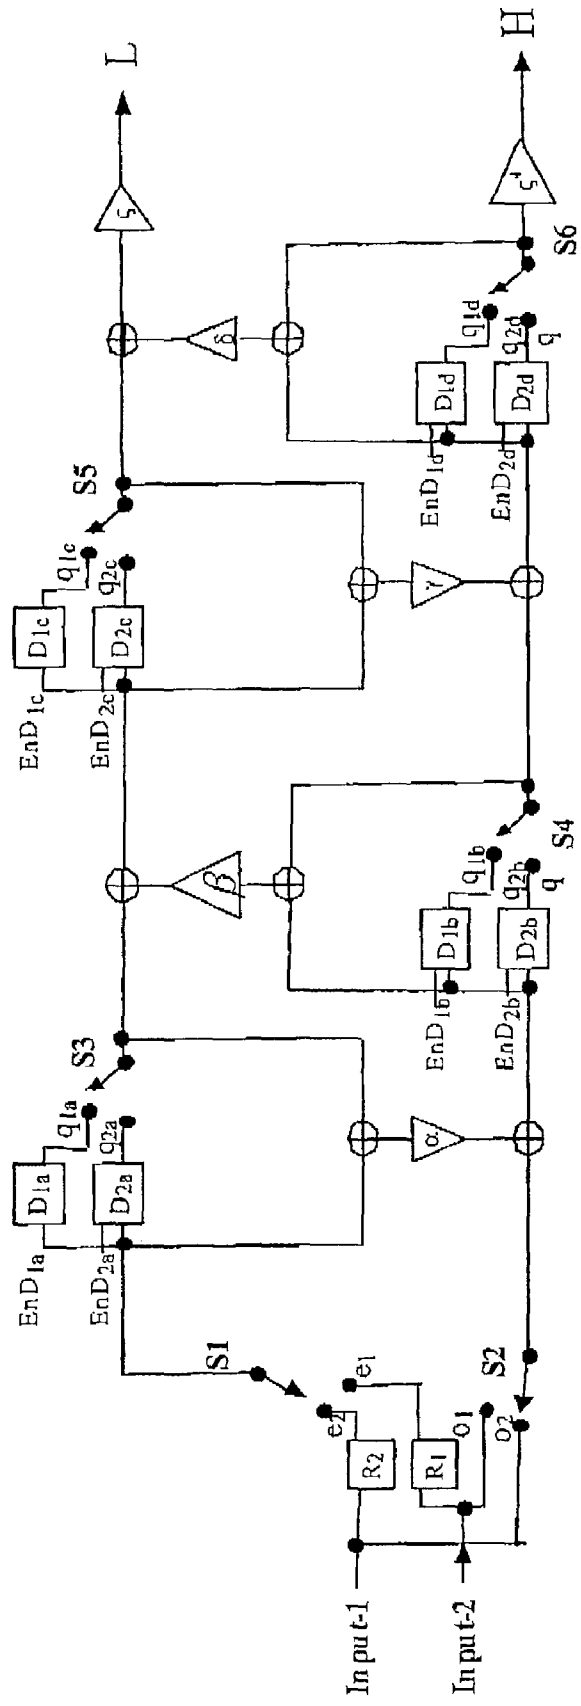 Input-1
Input-2
R2
R1
e2
e1
o1
o2
S1
S2
EnD1a
D1a
q1a
EnD2a
D2a
q2a
S3
α
β
EnD1b
D1b
q1b
EnD2b
D2b
q2b
q
S4
EnD1c
D1c
q1c
EnD2c
D2c
q2c
S5
γ
δ
EnD1d
D1d
q1d
EnD2d
D2d
q2d
q
S6
ς
ς'
L
H